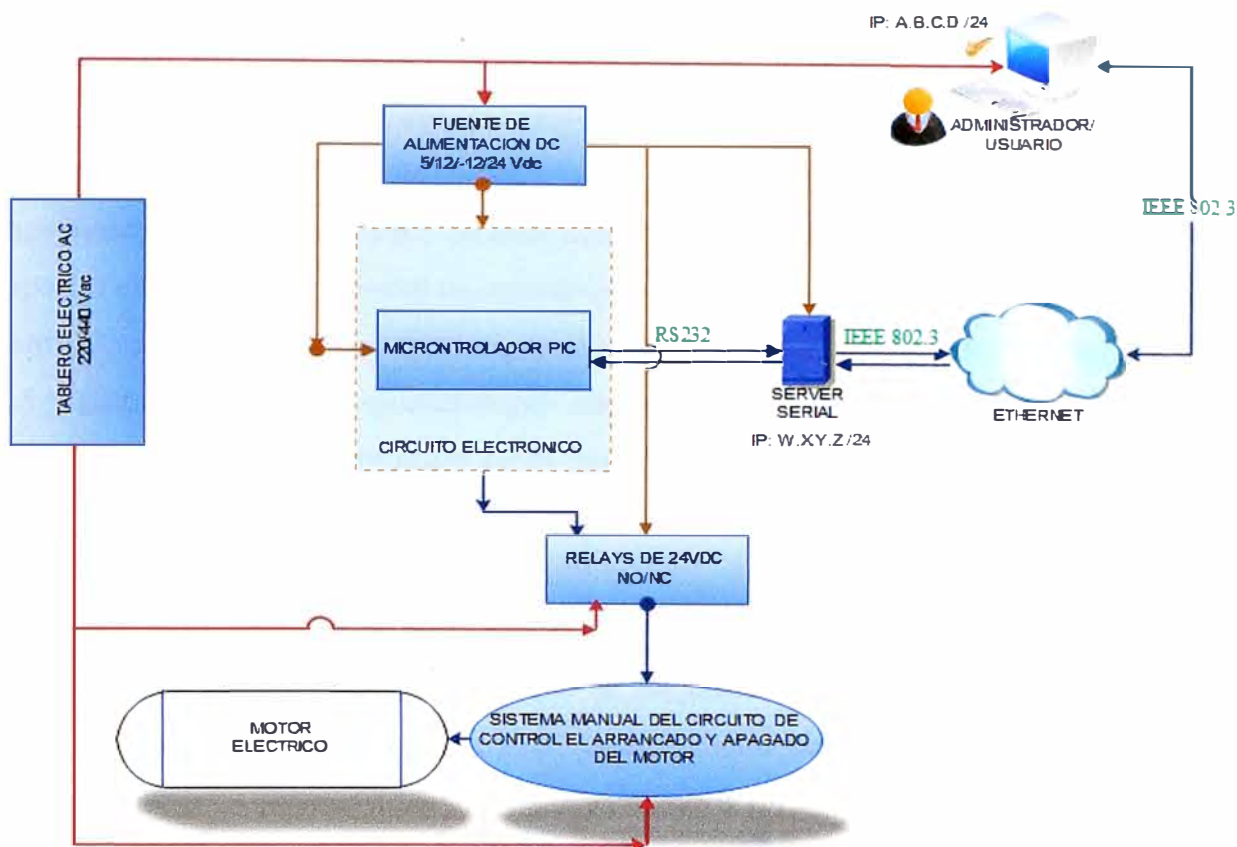 IP: A.B.C.D /24
ADMINISTRADOR/
USUARIO
FUENTE DE
ALIMENTACION DC
5/12/-12/24 Vdc
IEEE 802.3
TABLERO ELECTRICO AC
220/440 Vac
MICRONTROLADOR PIC
RS232
IEEE 802.3
SERVER
SERIAL
IP: W.XY.Z /24
ETHERNET
CIRCUITO ELECTRONICO
RELAYS DE 24VDC
NO/NC
MOTOR
ELECTRICO
SISTEMA MANUAL DEL CIRCUITO DE
CONTROL EL ARRANCADO Y APAGADO
DEL MOTOR